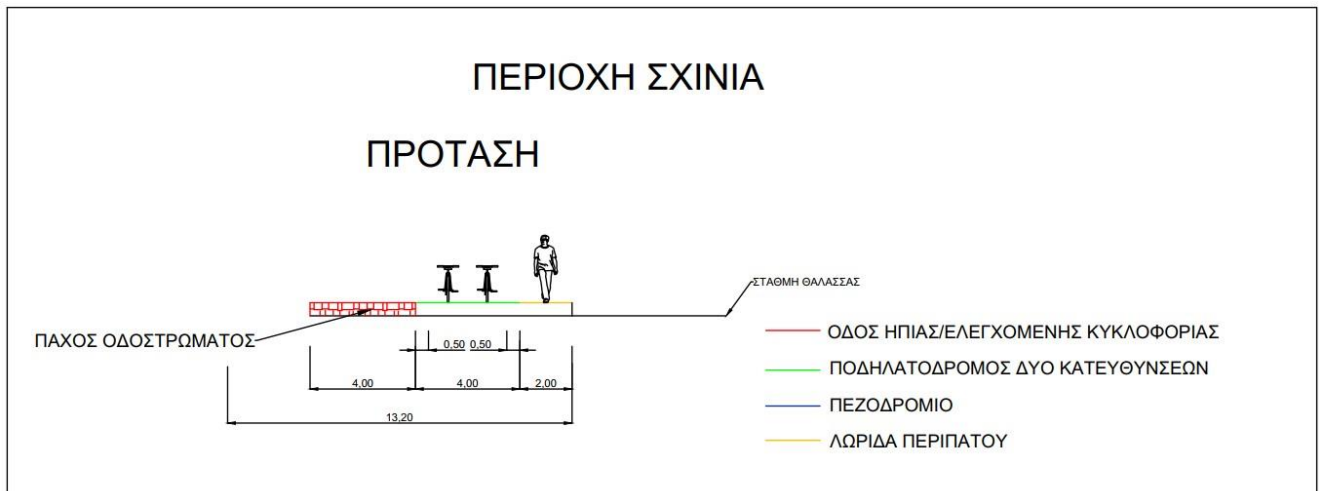 ΠΕΡΙΟΧΗ ΣΧΙΝΙΑ
ΠΡΟΤΑΣΗ
ΣΤΑΘΜΗ ΘΑΛΑΣΣΑΣ
ΠΑΧΟΣ ΟΔΟΣΤΡΩΜΑΤΟΣ
0,50 0,50
4,00 4,00 2,00
13,20
ΟΔΟΣ ΗΠΙΑΣ/ΕΛΕΓΧΟΜΕΝΗΣ ΚΥΚΛΟΦΟΡΙΑΣ
ΠΟΔΗΛΑΤΟΔΡΟΜΟΣ ΔΥΟ ΚΑΤΕΥΘΥΝΣΕΩΝ
ΠΕΖΟΔΡΟΜΙΟ
ΛΩΡΙΔΑ ΠΕΡΙΠΑΤΟΥ